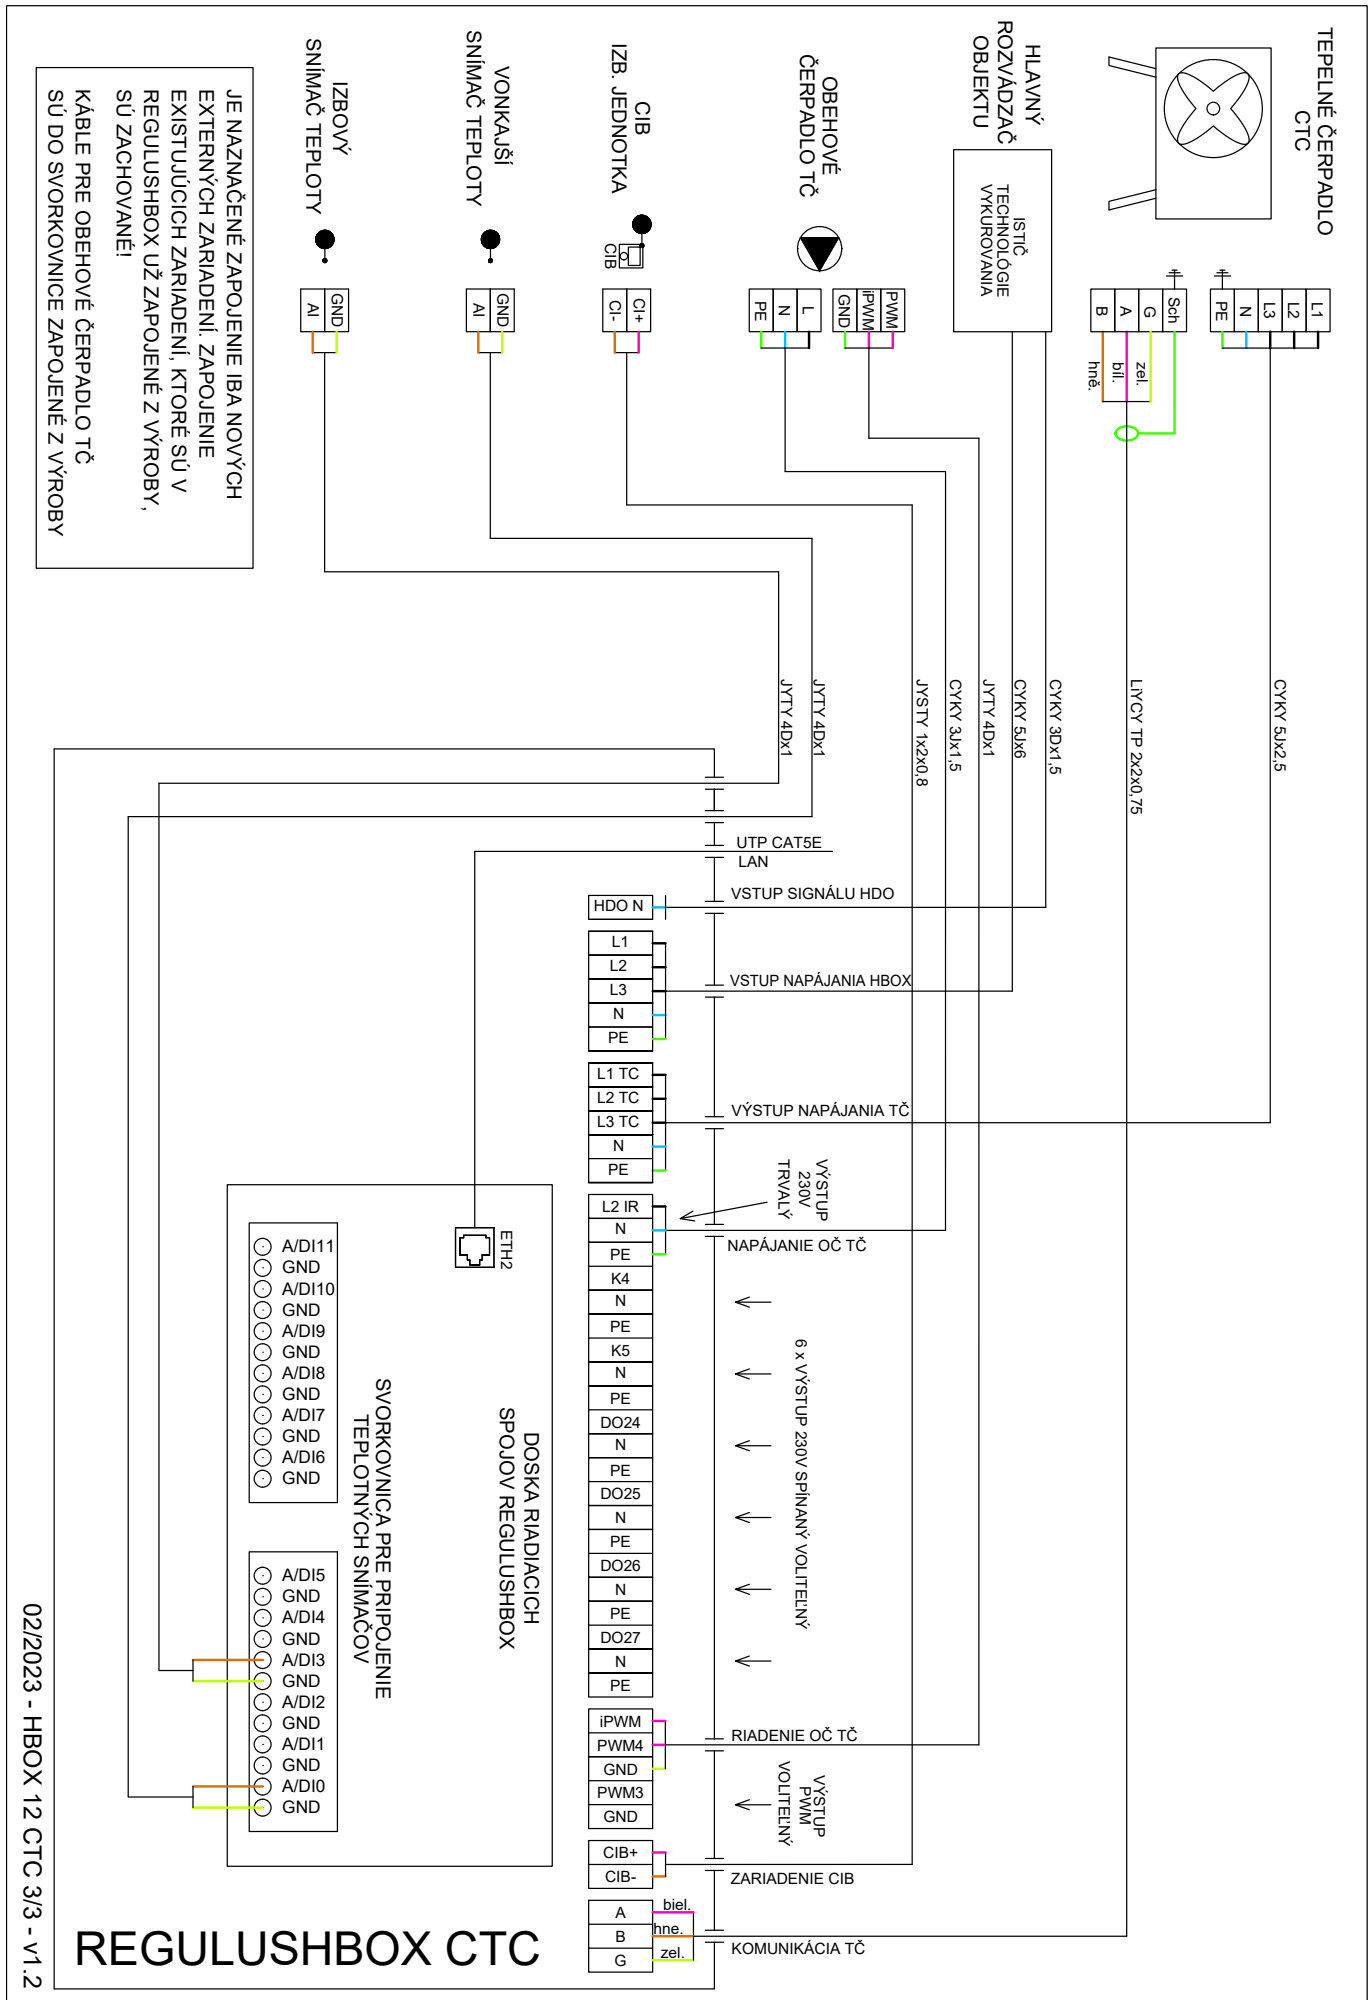 TEPELNÉ ČERPADLO
CTC
L1
L2
L3
N
PE
Sch
G
A
B
zel.
bíl.
hně.
HLAVNÝ
ROZVÁDZAČ
OBJEKTU
ISTIČ
TECHNOLÓGIE
VYKUROVANIA
OBEHOVÉ
ČERPADLO TČ
PWM
iPWM
GND
L
N
PE
CIB
IZB. JEDNOTKA
CIB
CI+
CI-
VONKAJŠÍ
SNÍMAČ TEPLOTY
GND
AI
IZBOVÝ
SNÍMAČ TEPLOTY
GND
AI
JE NAZNAČENÉ ZAPOJENIE IBA NOVÝCH
EXTERNÝCH ZARIADENÍ. ZAPOJENIE
EXISTUJÚCICH ZARIADENÍ, KTORÉ SÚ V
REGULUSHBOX UŽ ZAPOJENÉ Z VÝROBY,
SÚ ZACHOVANÉ!
KÁBLE PRE OBEHOVÉ ČERPADLO TČ
SÚ DO SVORKOVNICE ZAPOJENÉ Z VÝROBY
CYKY 5Jx2,5
LiYCY TP 2x2x0,75
CYKY 3Dx1,5
CYKY 5Jx6
JYTY 4Dx1
CYKY 3Jx1,5
JYSTY 1x2x0,8
JYTY 4Dx1
JYTY 4Dx1
UTP CAT5E
LAN
VSTUP SIGNÁLU HDO
HDO N
L1
L2
L3
N
PE
VSTUP NAPÁJANIA HBOX
L1 TC
L2 TC
L3 TC
N
PE
VÝSTUP NAPÁJANIA TČ
VÝSTUP
230V
TRVALÝ
L2 IR
N
PE
NAPÁJANIE OČ TČ
K4
N
PE
K5
N
PE
DO24
N
PE
DO25
N
PE
DO26
N
PE
DO27
N
PE
6 x VÝSTUP 230V SPÍNANÝ VOLITEĽNÝ
iPWM
PWM4
GND
PWM3
GND
RIADENIE OČ TČ
VÝSTUP
PWM
VOLITEĽNÝ
CIB+
CIB-
ZARIADENIE CIB
A
B
G
biel.
hne.
zel.
KOMUNIKÁCIA TČ
ETH2
DOSKA RIADIACICH
SPOJOV REGULUSHBOX
SVORKOVNICA PRE PRIPOJENIE
TEPLOTNÝCH SNÍMAČOV
A/DI11
GND
A/DI10
GND
A/DI9
GND
A/DI8
GND
A/DI7
GND
A/DI6
GND
A/DI5
GND
A/DI4
GND
A/DI3
GND
A/DI2
GND
A/DI1
GND
A/DI0
GND
REGULUSHBOX CTC
02/2023 - HBOX 12 CTC 3/3 - v1.2